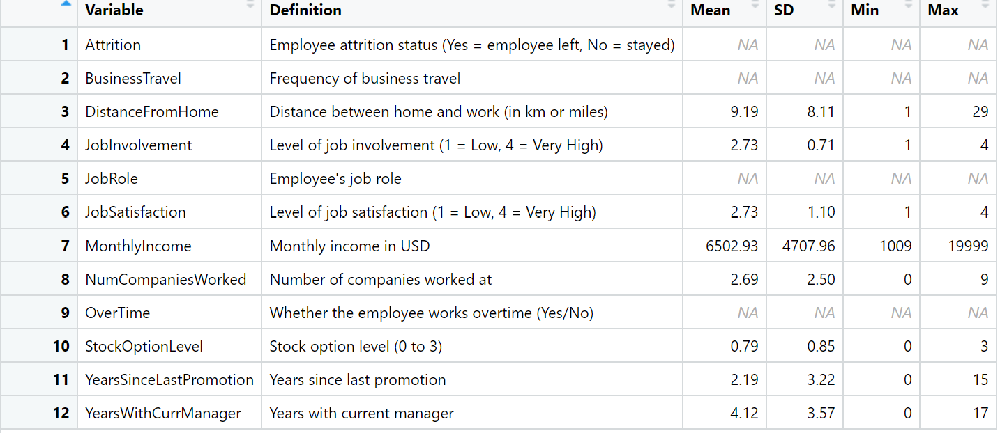 Variable Definition Mean SD Min Max
1 Attrition Employee attrition status (Yes = employee left, No = stayed) NA NA NA NA
2 BusinessTravel Frequency of business travel NA NA NA NA
3 DistanceFromHome Distance between home and work (in km or miles) 9.19 8.11 1 29
4 JobInvolvement Level of job involvement (1 = Low, 4 = Very High) 2.73 0.71 1 4
5 JobRole Employee's job role NA NA NA NA
6 JobSatisfaction Level of job satisfaction (1 = Low, 4 = Very High) 2.73 1.10 1 4
7 MonthlyIncome Monthly income in USD 6502.93 4707.96 1009 19999
8 NumCompaniesWorked Number of companies worked at 2.69 2.50 0 9
9 OverTime Whether the employee works overtime (Yes/No) NA NA NA NA
10 StockOptionLevel Stock option level (0 to 3) 0.79 0.85 0 3
11 YearsSinceLastPromotion Years since last promotion 2.19 3.22 0 15
12 YearsWithCurrManager Years with current manager 4.12 3.57 0 17